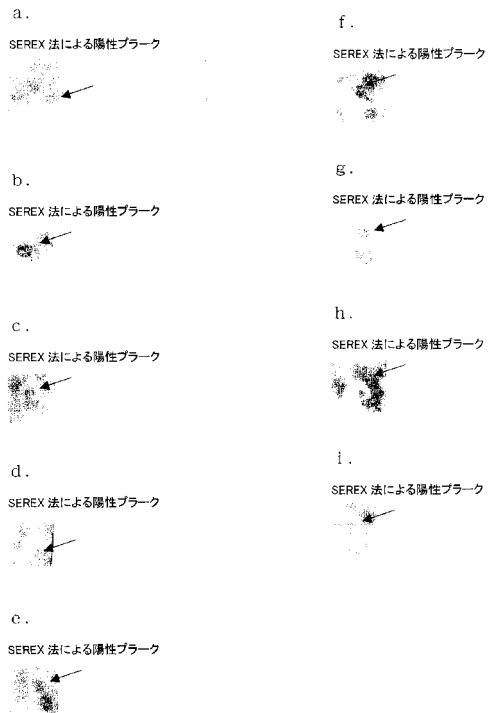 a.
SEREX 法による陽性プラーク
b.
SEREX 法による陽性プラーク
c.
SEREX 法による陽性プラーク
d.
SEREX 法による陽性プラーク
e.
SEREX 法による陽性プラーク
f.
SEREX 法による陽性プラーク
g.
SEREX 法による陽性プラーク
h.
SEREX 法による陽性プラーク
i.
SEREX 法による陽性プラーク